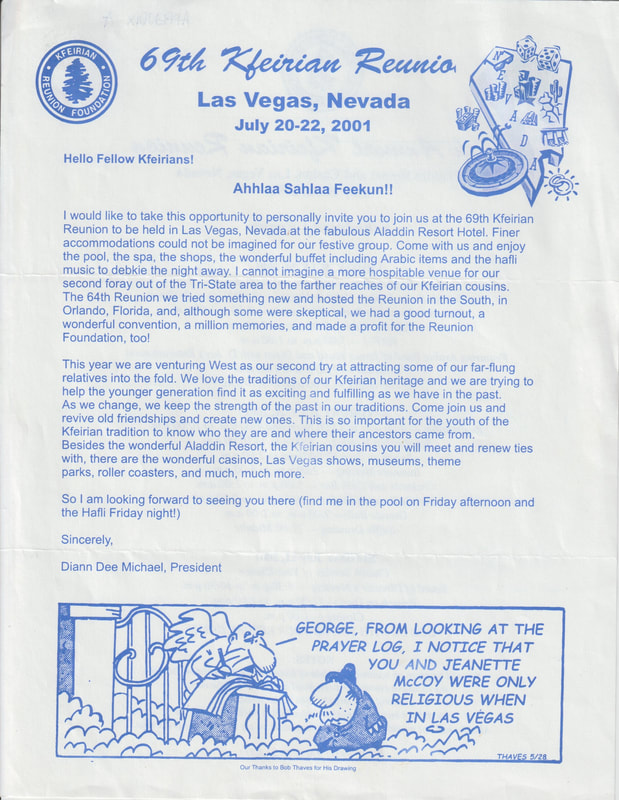 KFEIRIAN
REUNION FOUNDATION
69th Kfeirian Reunio
Las Vegas, Nevada
July 20-22, 2001
NEVADA
Hello Fellow Kfeirians!
Ahhlaa Sahlaa Feekun!!
I would like to take this opportunity to personally invite you to join us at the 69th Kfeirian
Reunion to be held in Las Vegas, Nevada at the fabulous Aladdin Resort Hotel. Finer
accommodations could not be imagined for our festive group. Come with us and enjoy
the pool, the spa, the shops, the wonderful buffet including Arabic items and the hafli
music to debkie the night away. I cannot imagine a more hospitable venue for our
second foray out of the Tri-State area to the farther reaches of our Kfeirian cousins.
The 64th Reunion we tried something new and hosted the Reunion in the South, in
Orlando, Florida, and, although some were skeptical, we had a good turnout, a
wonderful convention, a million memories, and made a profit for the Reunion
Foundation, too!
This year we are venturing West as our second try at attracting some of our far-flung
relatives into the fold. We love the traditions of our Kfeirian heritage and we are trying to
help the younger generation find it as exciting and fulfilling as we have in the past.
As we change, we keep the strength of the past in our traditions. Come join us and
revive old friendships and create new ones. This is so important for the youth of the
Kfeirian tradition to know who they are and where their ancestors came from.
Besides the wonderful Aladdin Resort, the Kfeirian cousins you will meet and renew ties
with, there are the wonderful casinos, Las Vegas shows, museums, theme
parks, roller coasters, and much, much more.
So I am looking forward to seeing you there (find me in the pool on Friday afternoon and
the Hafli Friday night!)
Sincerely,
Diann Dee Michael, President
GEORGE, FROM LOOKING AT THE
PRAYER LOG, I NOTICE THAT
YOU AND JEANETTE
McCOY WERE ONLY
RELIGIOUS WHEN
IN LAS VEGAS
THAVES 5/28
Our Thanks to Bob Thaves for His Drawing